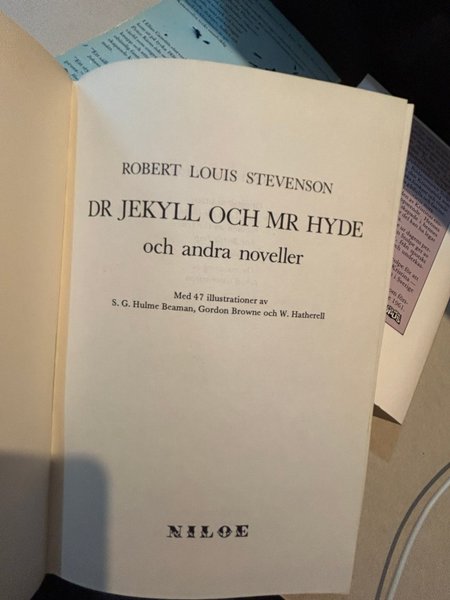 ROBERT LOUIS STEVENSON
DR JEKYLL OCH MR HYDE
och andra noveller
Med 47 illustrationer av
S. G. Hulme Beaman, Gordon Browne och W. Hatherell
NILOE